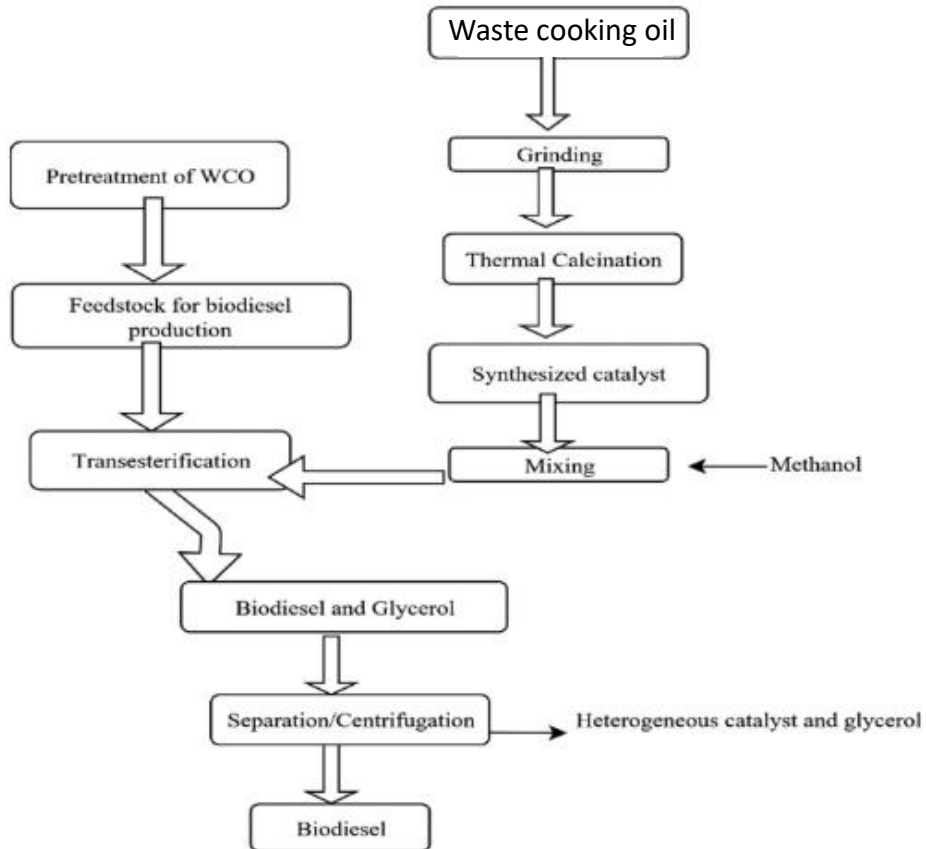 Waste cooking oil
Grinding
Pretreatment of WCO
Thermal Calcination
Feedstock for biodiesel
production
Synthesized catalyst
Transesterification
Mixing
Methanol
Biodiesel and Glycerol
Separation/Centrifugation
Heterogeneous catalyst and glycerol
Biodiesel